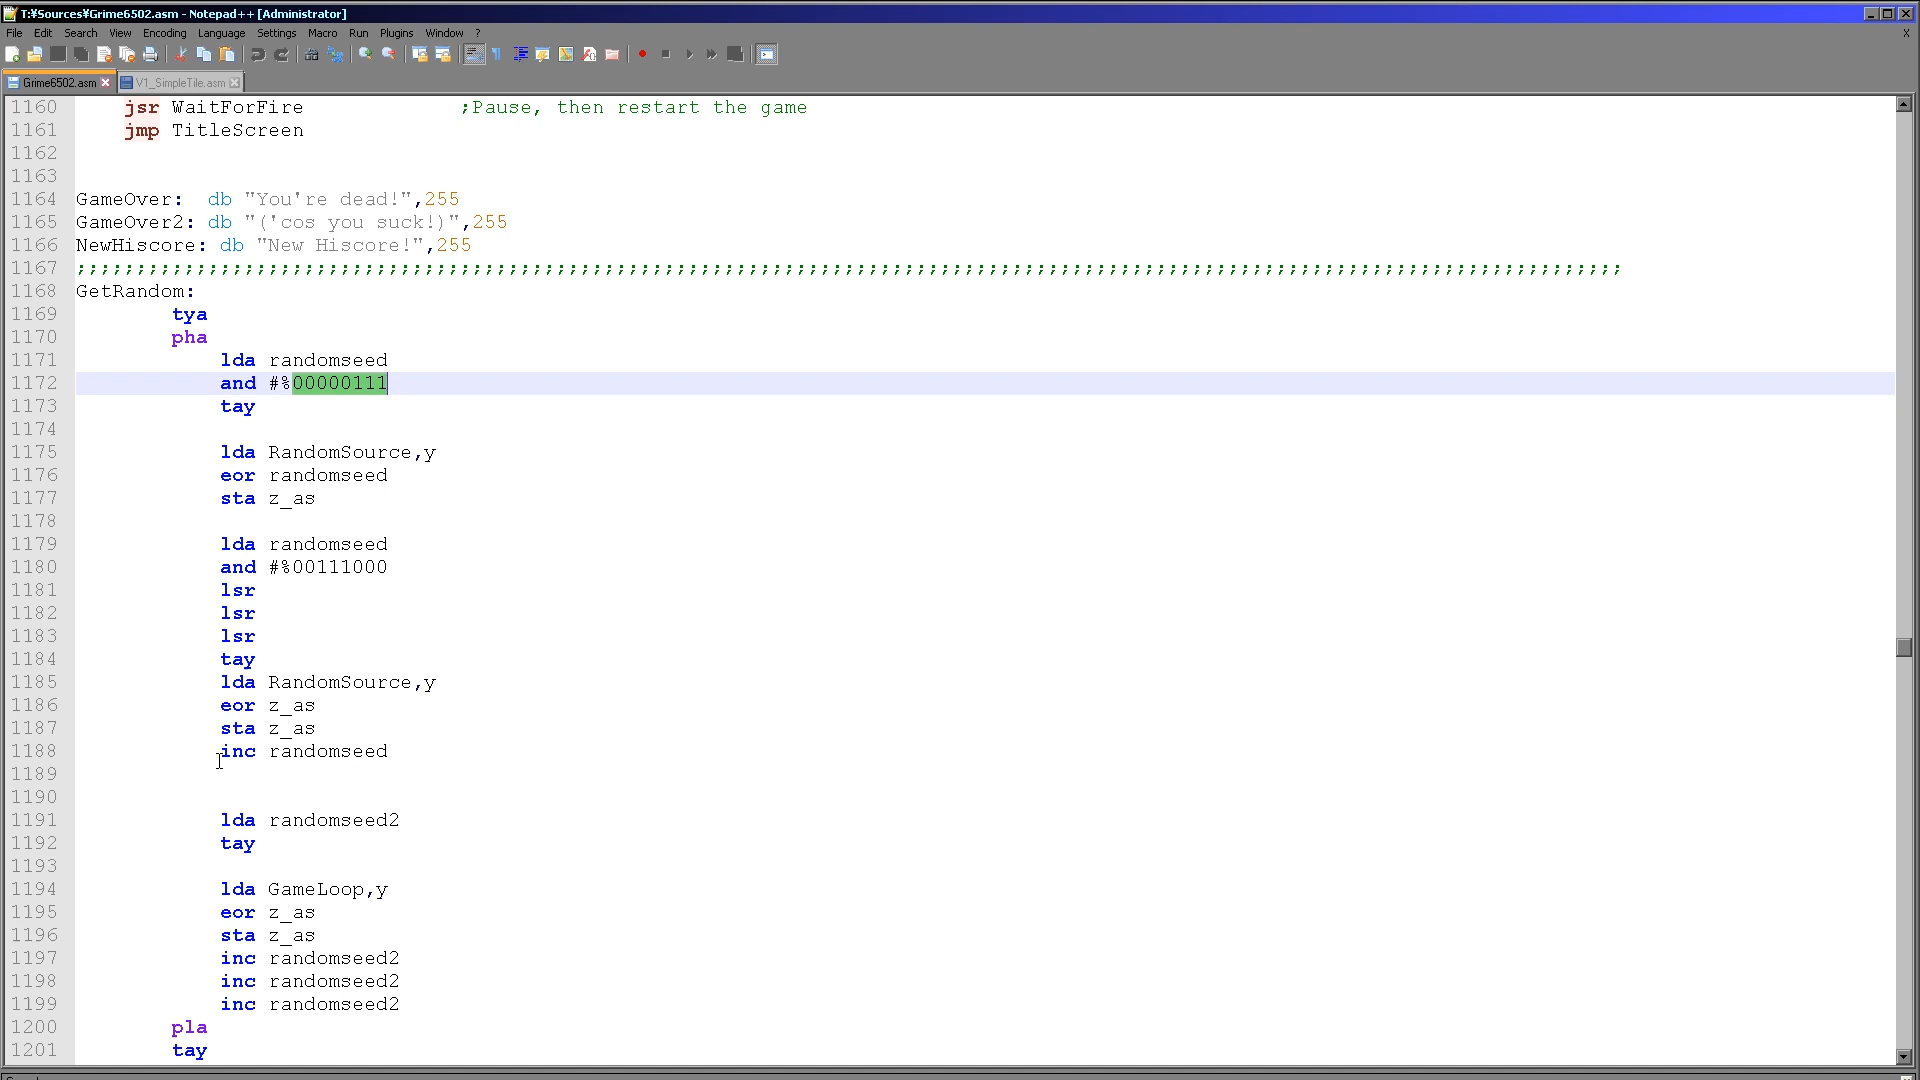 T:¥Sources¥Grime6502.asm - Notepad++ [Administrator]
File Edit Search View Encoding Language Settings Macro Run Plugins Window ?
Grime6502.asm V1_SimpleTile.asm
1160 jsr WaitForFire ;Pause, then restart the game
1161 jmp TitleScreen
1162
1163
1164 GameOver: db "You're dead!",255
1165 GameOver2: db "('cos you suck!)",255
1166 NewHiscore: db "New Hiscore!",255
1167 ;;;;;;;;;;;;;;;;;;;;;;;;;;;;;;;;;;;;;;;;;;;;;;;;;;;;;;;;;;;;;;;;;;;;;;;;;;;;;;;;;;;;;;;;;;;;;;;;;;;;;;;;;;;;;;;;;;;;;;;;;;;;;;;;;
1168 GetRandom:
1169 tya
1170 pha
1171 lda randomseed
1172 and #%00000111
1173 tay
1174
1175 lda RandomSource,y
1176 eor randomseed
1177 sta z_as
1178
1179 lda randomseed
1180 and #%00111000
1181 lsr
1182 lsr
1183 lsr
1184 tay
1185 lda RandomSource,y
1186 eor z_as
1187 sta z_as
1188 inc randomseed
1189
1190
1191 lda randomseed2
1192 tay
1193
1194 lda GameLoop,y
1195 eor z_as
1196 sta z_as
1197 inc randomseed2
1198 inc randomseed2
1199 inc randomseed2
1200 pla
1201 tay